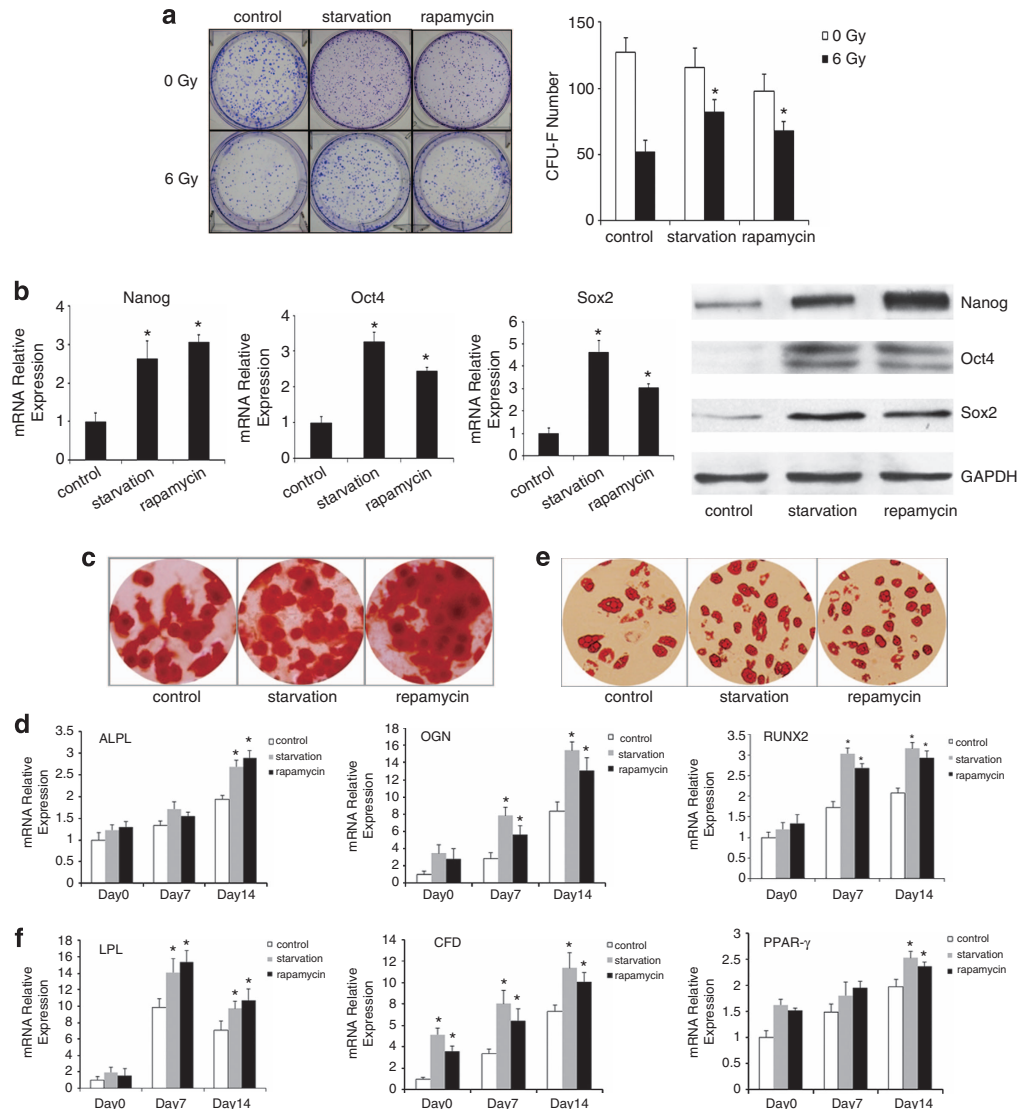 a
control starvation rapamycin
0 Gy
6 Gy
CFU-F Number
150
100
50
0
* *
control starvation rapamycin
0 Gy
6 Gy
b
Nanog
mRNA Relative
Expression
4
3
2
1
0
* *
control
starvation
rapamycin
Oct4
mRNA Relative
Expression
4
3
2
1
0
* *
control
starvation
rapamycin
Sox2
mRNA Relative
Expression
6
5
4
3
2
1
0
* *
control
starvation
rapamycin
Nanog
Oct4
Sox2
GAPDH
control starvation repamycin
c
control starvation repamycin
e
control starvation repamycin
d
ALPL
mRNA Relative
Expression
3.5
3
2.5
2
1.5
1
0.5
0
* *
Day0 Day7 Day14
control
starvation
rapamycin
OGN
mRNA Relative
Expression
18
16
14
12
10
8
6
4
2
0
* * * *
Day0 Day7 Day14
control
starvation
rapamycin
RUNX2
mRNA Relative
Expression
3.5
3
2.5
2
1.5
1
0.5
0
* * * *
Day0 Day7 Day14
control
starvation
rapamycin
f
LPL
mRNA Relative
Expression
18
16
14
12
10
8
6
4
2
0
* * * *
Day0 Day7 Day14
control
starvation
rapamycin
CFD
mRNA Relative
Expression
14
12
10
8
6
4
2
0
* * * * * *
Day0 Day7 Day14
control
starvation
rapamycin
PPAR-γ
mRNA Relative
Expression
3
2.5
2
1.5
1
0.5
0
* *
Day0 Day7 Day14
control
starvation
rapamycin